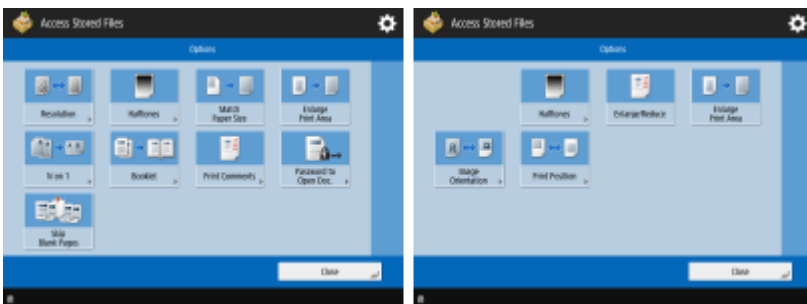 Access Stored Files
Options
Resolution
Halftones
Match
Paper Size
Enlarge
Print Area
N on 1
Booklet
Print Comments
Password to
Open Doc.
Skip
Blank Pages
Close
Access Stored Files
Options
Halftones
Enlarge/Reduce
Enlarge
Print Area
Image
Orientation
Print Position
Close